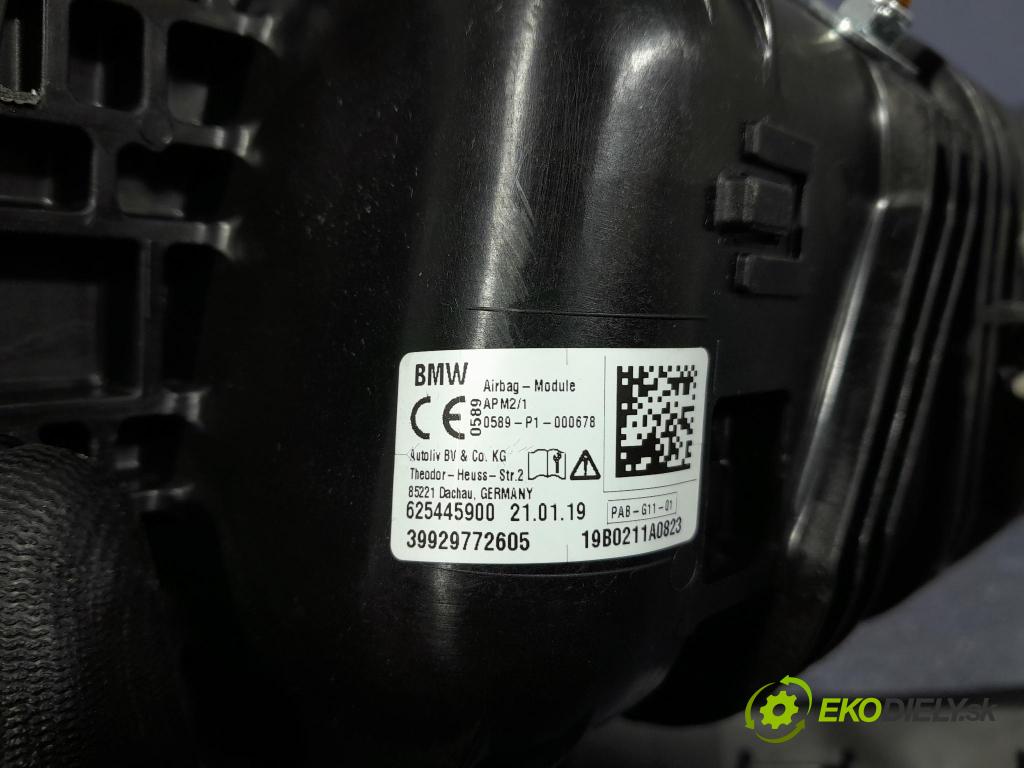 BMW Airbag-Module
CE 0589 APM2/1
0589-P1-000678
Autoliv BV & Co. KG
Theodor-Heuss-Str.2
85221 Dachau, GERMANY
625445900 21.01.19 PAB-G11-01
39929772605 19B0211A0823
EKODIELY.sk